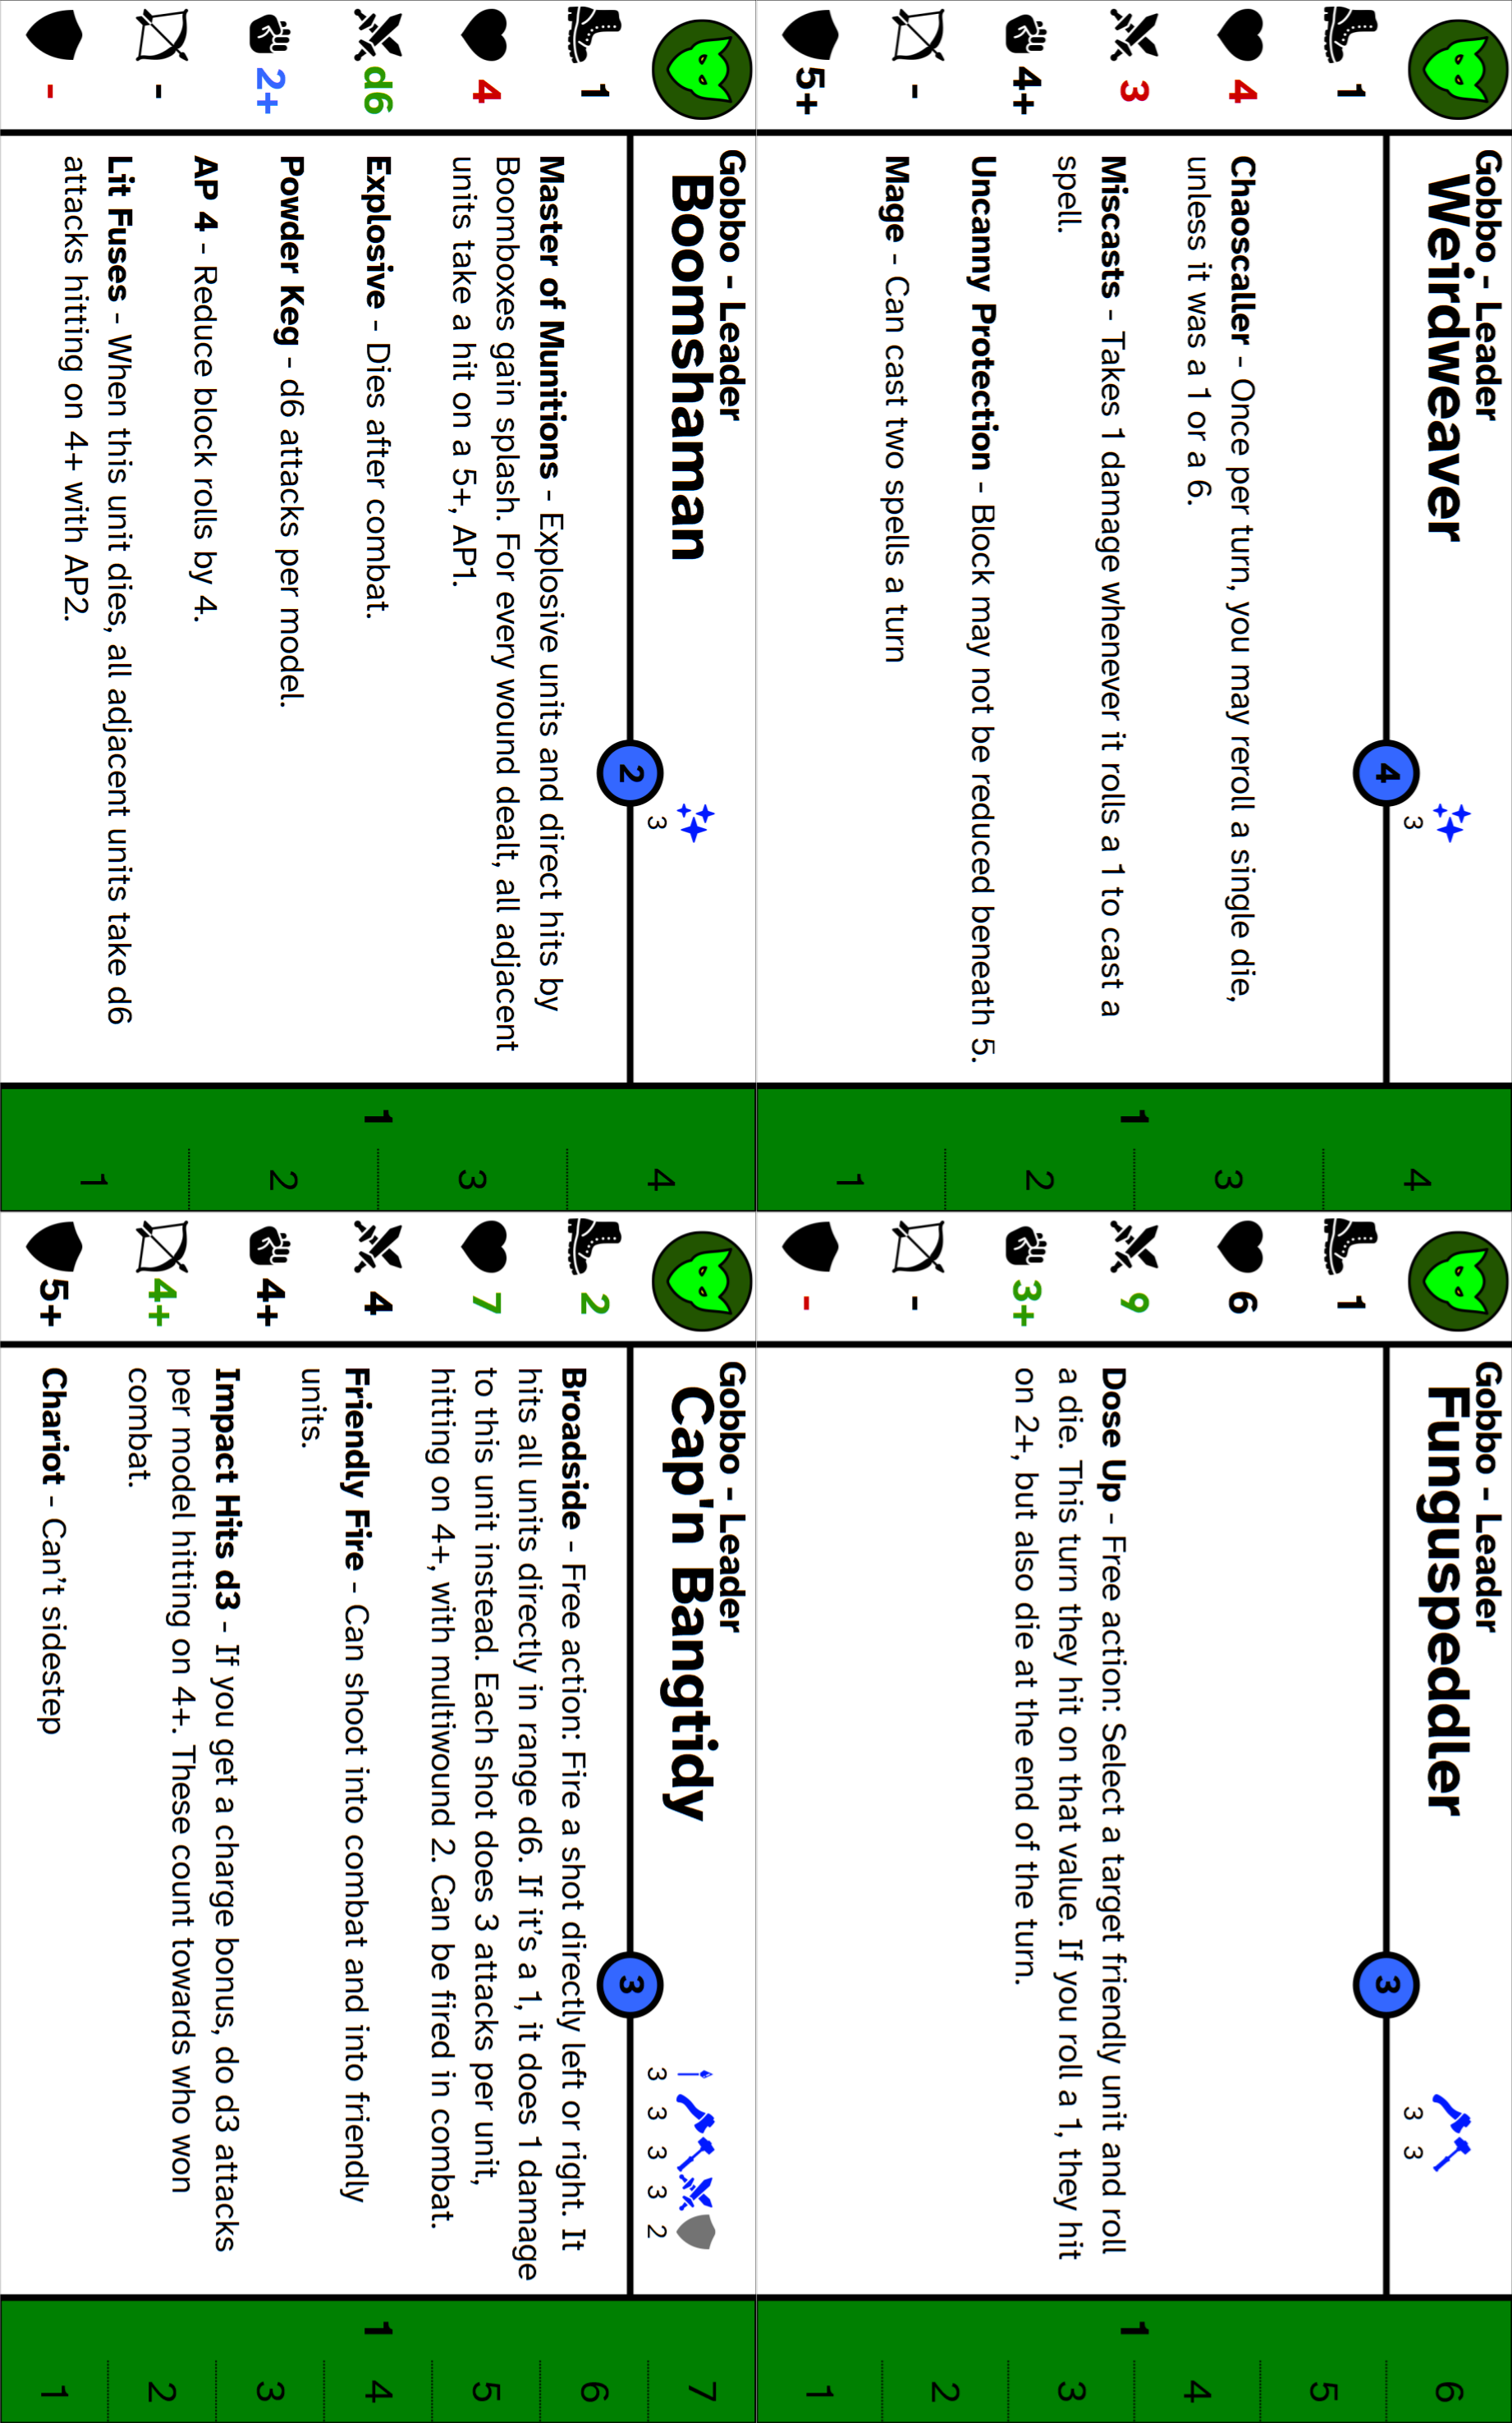 Gobbo - Leader
Weirdweaver
4
3
1
4
3
4+
-
5+
Chaoscaller - Once per turn, you may reroll a single die,
unless it was a 1 or a 6.
Miscasts - Takes 1 damage whenever it rolls a 1 to cast a
spell.
Uncanny Protection - Block may not be reduced beneath 5.
Mage - Can cast two spells a turn
1
4
3
2
1
Gobbo - Leader
Funguspeddler
3
3 3
1
6
9
3+
-
-
Dose Up - Free action: Select a target friendly unit and roll
a die. This turn they hit on that value. If you roll a 1, they hit
on 2+, but also die at the end of the turn.
1
6
5
4
3
2
1
Gobbo - Leader
Boomshaman
2
3
1
4
d6
2+
-
-
Master of Munitions - Explosive units and direct hits by
Boomboxes gain splash. For every wound dealt, all adjacent
units take a hit on a 5+, AP1.
Explosive - Dies after combat.
Powder Keg - d6 attacks per model.
AP 4 - Reduce block rolls by 4.
Lit Fuses - When this unit dies, all adjacent units take d6
attacks hitting on 4+ with AP2.
1
4
3
2
1
Gobbo - Leader
Cap'n Bangtidy
3
3 3 3 3 2
2
7
4
4+
4+
5+
Broadside - Free action: Fire a shot directly left or right. It
hits all units directly in range d6. If it's a 1, it does 1 damage
to this unit instead. Each shot does 3 attacks per unit,
hitting on 4+, with multiwound 2. Can be fired in combat.
Friendly Fire - Can shoot into combat and into friendly
units.
Impact Hits d3 - If you get a charge bonus, do d3 attacks
per model hitting on 4+. These count towards who won
combat.
Chariot - Can't sidestep
1
7
6
5
4
3
2
1